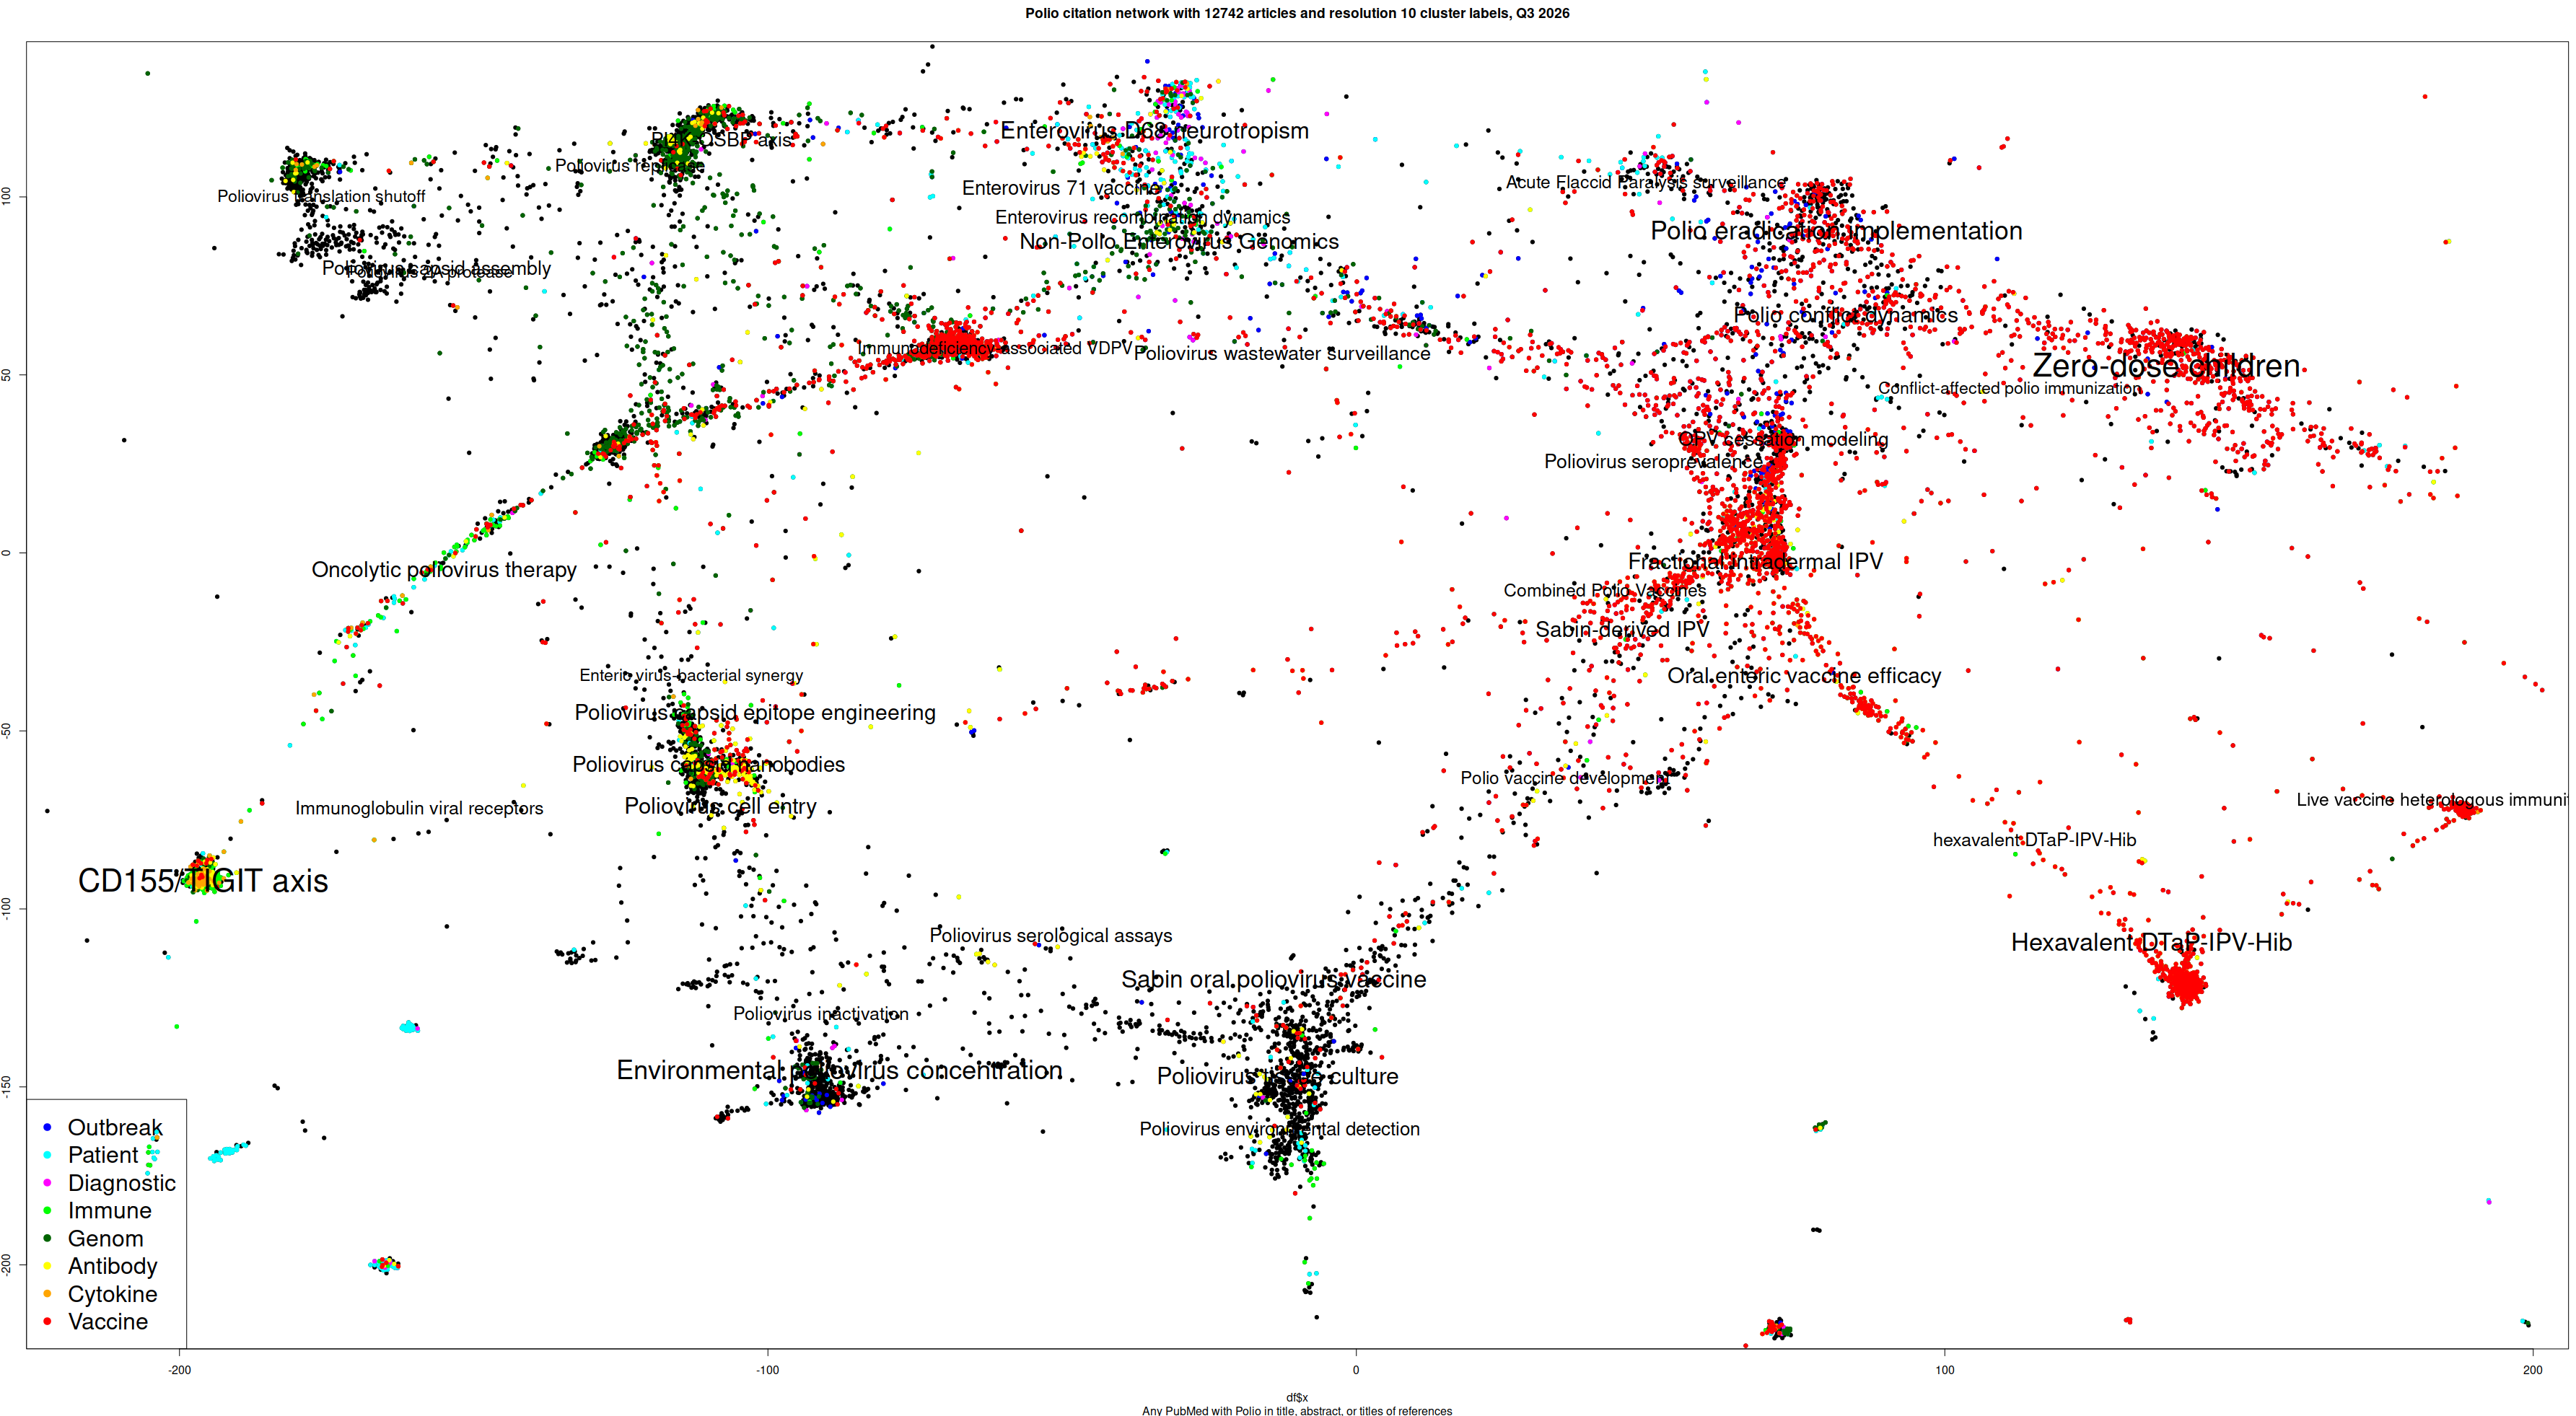 Polio citation network with 12742 articles and resolution 10 cluster labels, Q3 2026
Enterovirus D68 neurotropism
PI4K-OSBP axis
Poliovirus replicase
Acute Flaccid Paralysis surveillance
Enterovirus 71 vaccine
Poliovirus translation shutoff
Enterovirus recombination dynamics
Polio eradication implementation
Non-Polio Enterovirus Genomics
Poliovirus capsid assembly
Poliovirus 2A protease
Polio conflict dynamics
Immunodeficiency-associated VDPV
Poliovirus wastewater surveillance
Zero-dose children
Conflict-affected polio immunization
OPV cessation modeling
Poliovirus seroprevalence
Fractional intradermal IPV
Oncolytic poliovirus therapy
Combined Polio Vaccines
Sabin-derived IPV
Enteric virus-bacterial synergy
Oral enteric vaccine efficacy
Poliovirus capsid epitope engineering
Poliovirus capsid nanobodies
Polio vaccine development
Live vaccine heterologous immuni
Poliovirus cell entry
Immunoglobulin viral receptors
hexavalent DTaP-IPV-Hib
CD155/TIGIT axis
Poliovirus serological assays
Hexavalent DTaP-IPV-Hib
Sabin oral poliovirus vaccine
Poliovirus inactivation
Environmental poliovirus concentration
Poliovirus tissue culture
Poliovirus environmental detection
Outbreak
Patient
Diagnostic
Immune
Genom
Antibody
Cytokine
Vaccine
100
50
0
-50
-100
-150
-200
-200
-100
0
100
200
df$x
Any PubMed with Polio in title, abstract, or titles of references